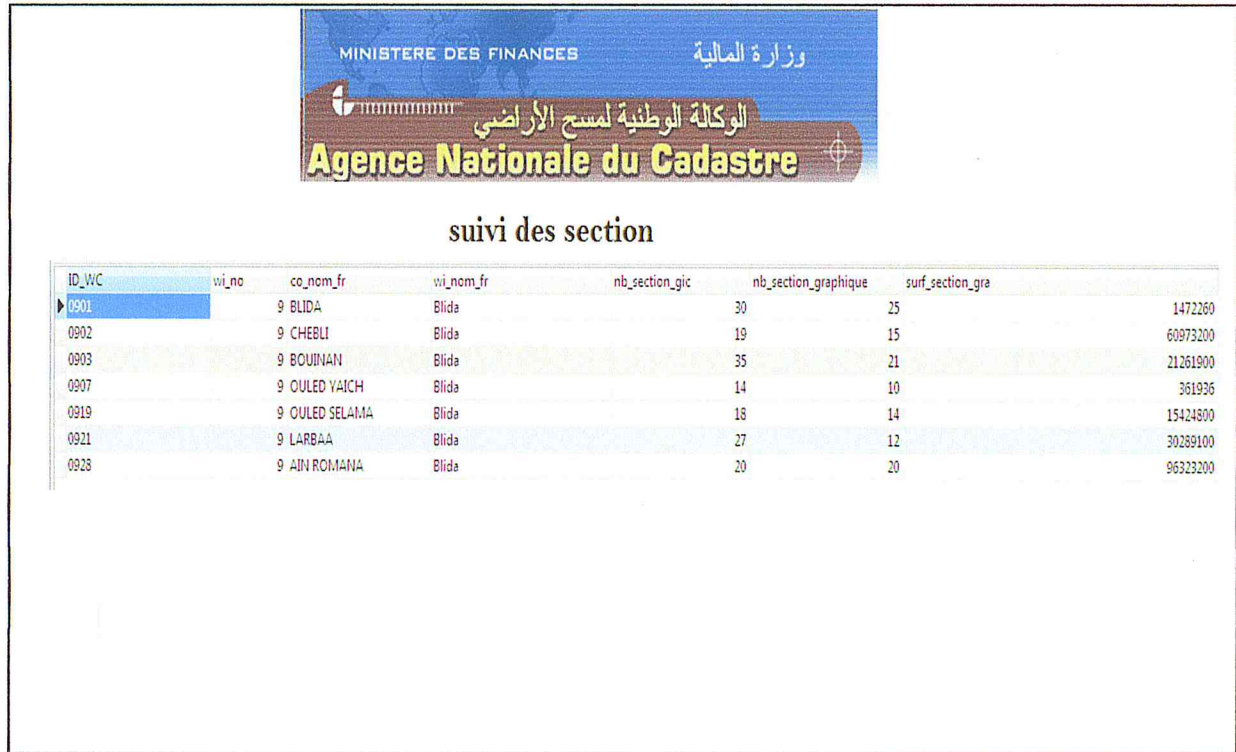 MINISTERE DES FINANCES وزارة المالية
الوكالة الوطنية لمسح الأراضي
Agence Nationale du Cadastre
suivi des section
ID_WC wi_no co_nom_fr wi_nom_fr nb_section_gic nb_section_graphique surf_section_gra
0901 9 BLIDA Blida 30 25 1472260
0902 9 CHEBLI Blida 19 15 60973200
0903 9 BOUINAN Blida 35 21 21261900
0907 9 OULED YAICH Blida 14 10 361936
0919 9 OULED SELAMA Blida 18 14 15424800
0921 9 LARBAA Blida 27 12 30289100
0928 9 AIN ROMANA Blida 20 20 96323200